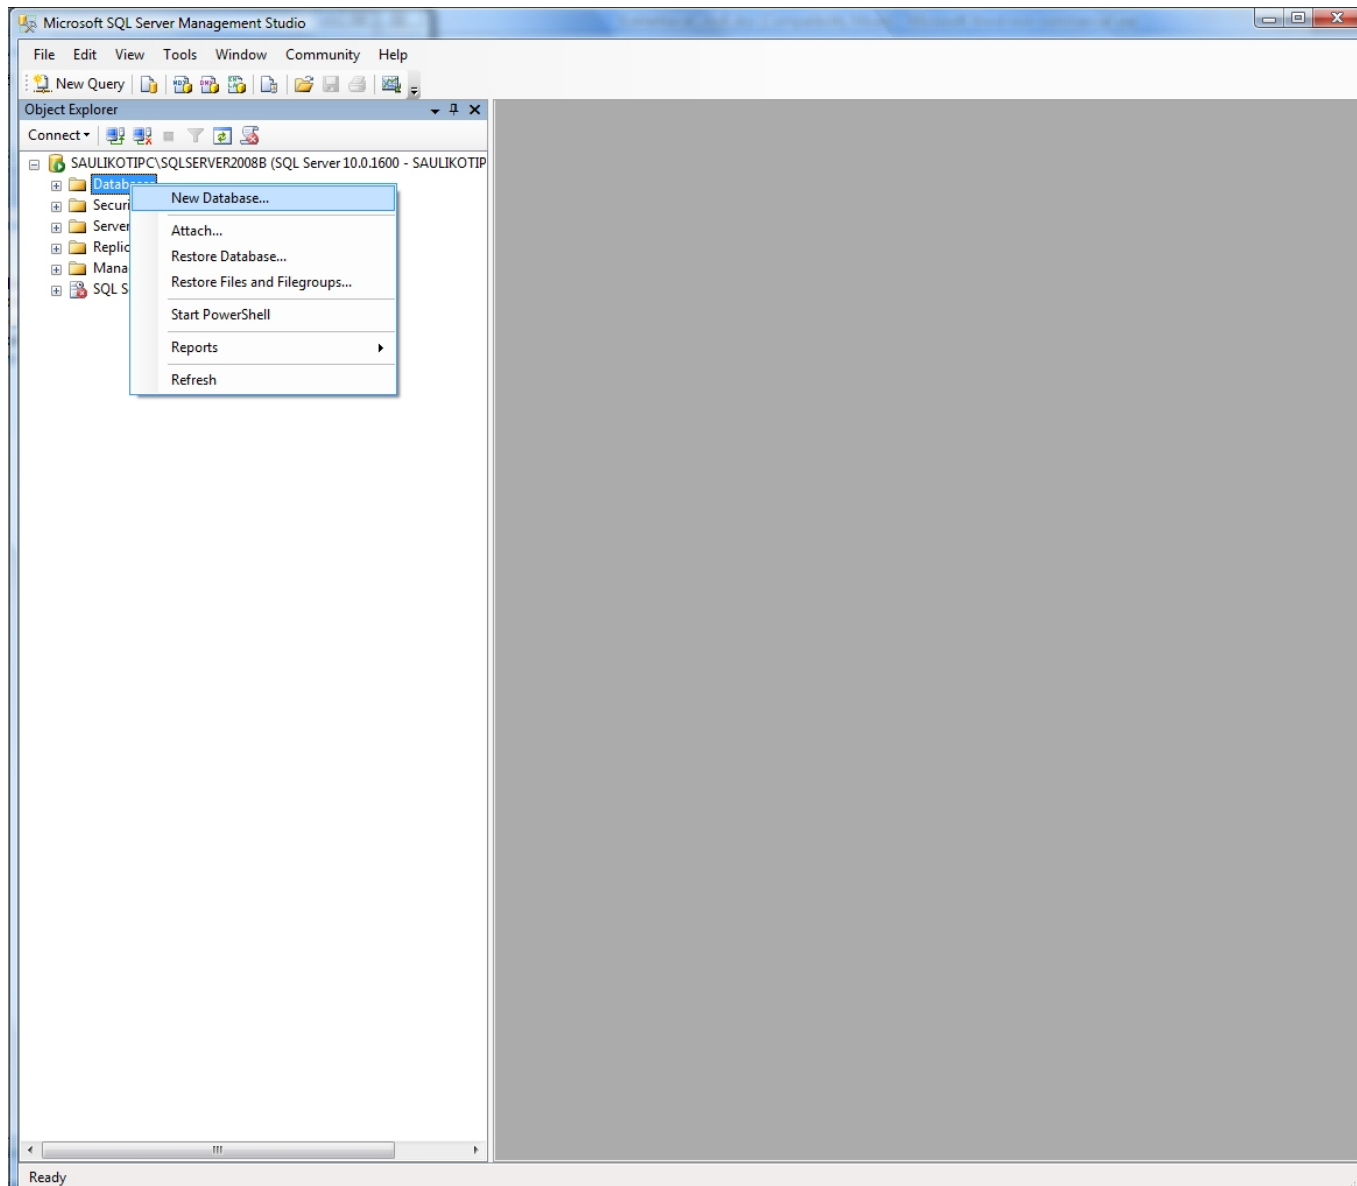 Microsoft SQL Server Management Studio
File Edit View Tools Window Community Help
New Query
Object Explorer
Connect
SAULIKOTIPC\SQLSERVER2008B (SQL Server 10.0.1600 - SAULIKOTIP
Databases
Securi
Server
Replic
Mana
SQL S
New Database...
Attach...
Restore Database...
Restore Files and Filegroups...
Start PowerShell
Reports
Refresh
Ready